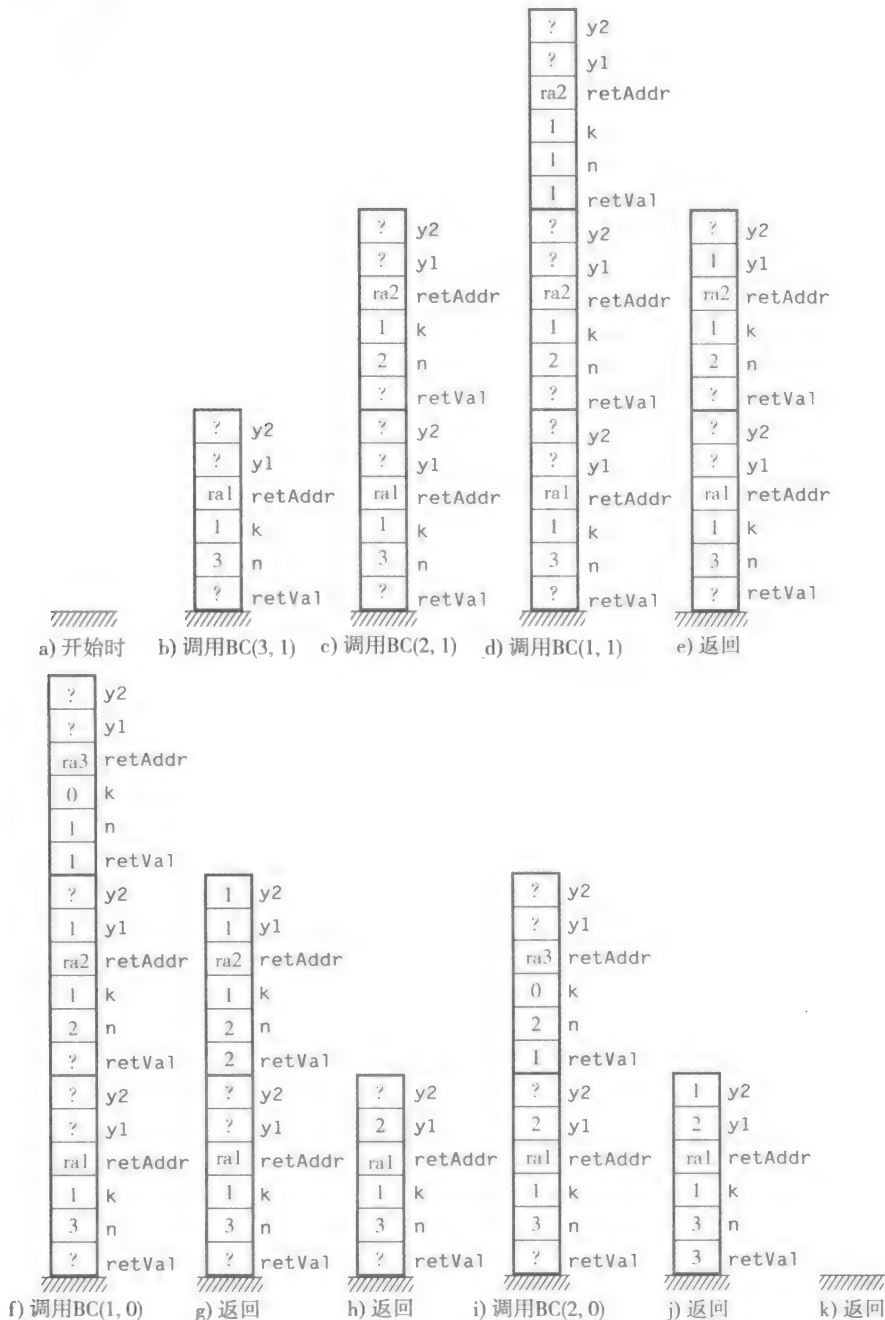 a) 开始时
? y2
? y1
ra1 retAddr
1 k
3 n
? retVal
b) 调用BC(3, 1)
? y2
? y1
ra2 retAddr
1 k
2 n
? retVal
? y2
? y1
ra1 retAddr
1 k
3 n
? retVal
c) 调用BC(2, 1)
? y2
? y1
ra2 retAddr
1 k
1 n
1 retVal
? y2
? y1
ra2 retAddr
1 k
2 n
? retVal
? y2
? y1
ra1 retAddr
1 k
3 n
? retVal
d) 调用BC(1, 1)
? y2
1 y1
ra2 retAddr
1 k
2 n
? retVal
? y2
? y1
ra1 retAddr
1 k
3 n
? retVal
e) 返回
? y2
? y1
ra3 retAddr
0 k
1 n
1 retVal
? y2
1 y1
ra2 retAddr
1 k
2 n
? retVal
? y2
? y1
ra1 retAddr
1 k
3 n
? retVal
f) 调用BC(1, 0)
1 y2
1 y1
ra2 retAddr
1 k
2 n
2 retVal
? y2
? y1
ra1 retAddr
1 k
3 n
? retVal
g) 返回
? y2
2 y1
ra1 retAddr
1 k
3 n
? retVal
h) 返回
? y2
? y1
ra3 retAddr
0 k
2 n
1 retVal
? y2
2 y1
ra1 retAddr
1 k
3 n
? retVal
i) 调用BC(2, 0)
1 y2
2 y1
ra1 retAddr
1 k
3 n
3 retVal
j) 返回
k) 返回